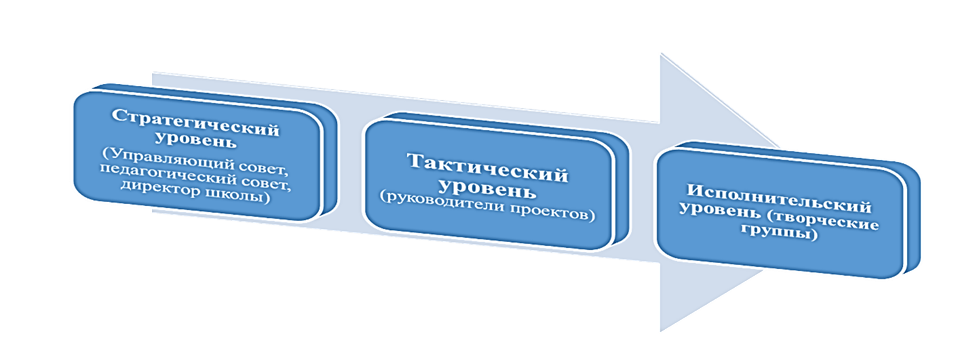 Стратегический
уровень
(Управляющий совет,
педагогический совет,
директор школы)
Тактический
уровень
(руководители проектов)
Исполнительский
уровень (творческие
группы)